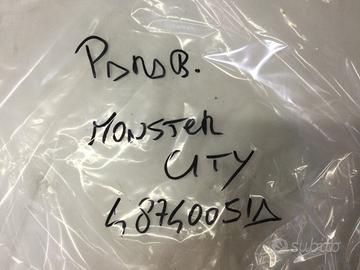 PARAB.
MONSTER
CITY
48740051A
subito